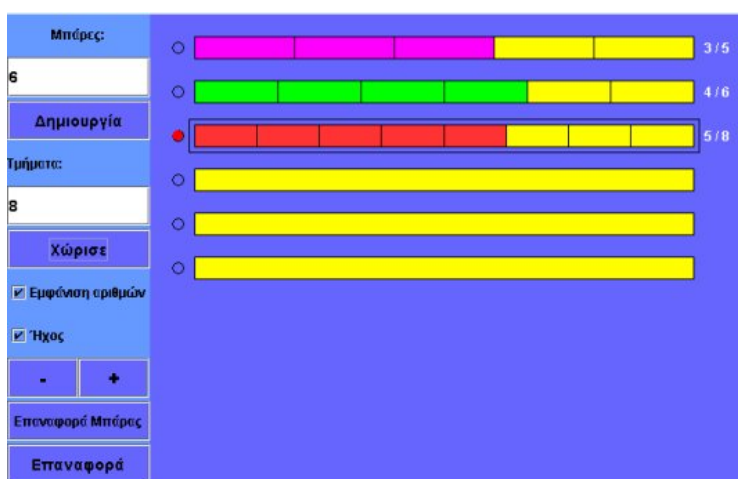 Μπάρες:
6
Δημιουργία
Τμήματα:
8
Χώρισε
Εμφάνιση αριθμών
Ήχος
- +
Επαναφορά Μπάρας
Επαναφορά
3/5
4/6
5/8